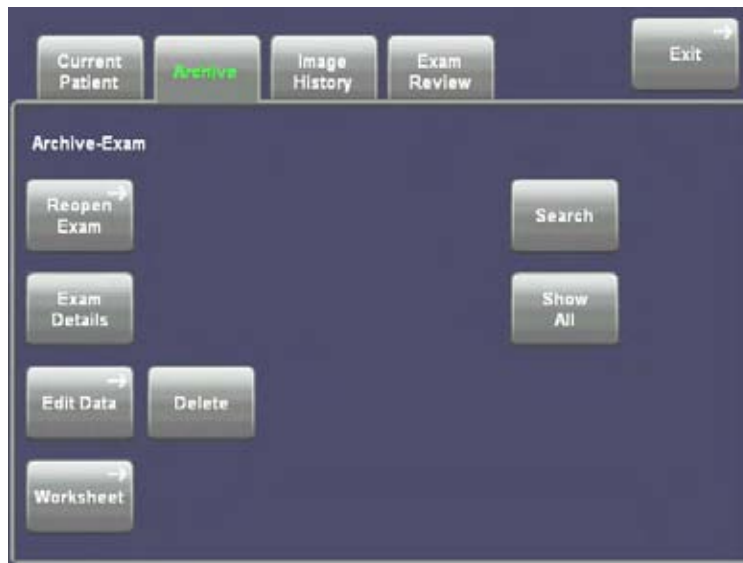 Current
Patient
Archive
Image
History
Exam
Review
Exit
Archive-Exam
Reopen
Exam
Search
Exam
Details
Show
All
Edit Data
Delete
Worksheet